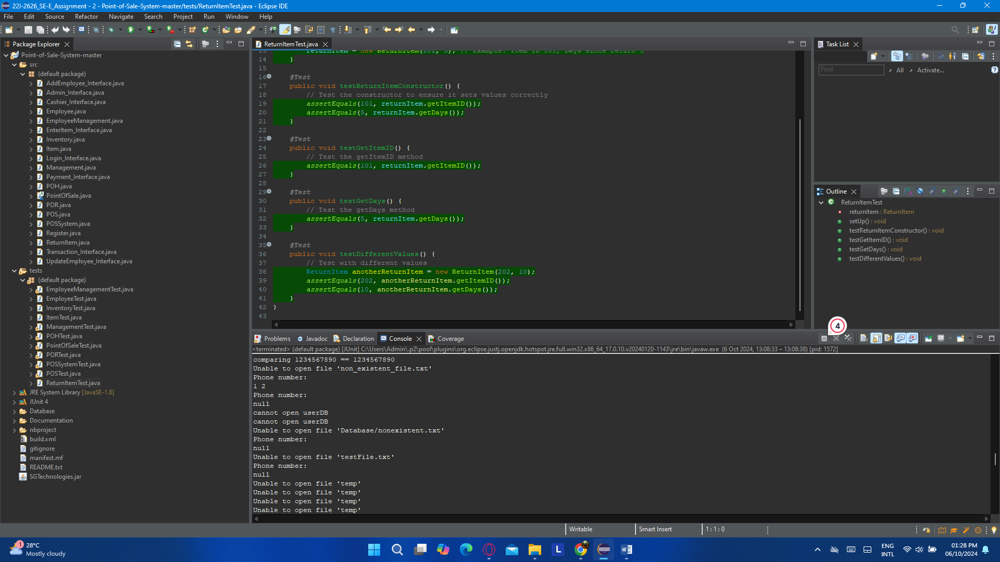 22I-2626_SE-E_Assignment - 2 - Point-of-Sale-System-master/tests/ReturnItemTest.java - Eclipse IDE
File Edit Source Refactor Navigate Search Project Run Window Help
Package Explorer
Point-of-Sale-System-master
src
(default package)
AddEmployee_Interface.java
Admin_Interface.java
Cashier_Interface.java
Employee.java
EmployeeManagement.java
EnterItem_Interface.java
Inventory.java
Item.java
Login_Interface.java
Management.java
Payment_Interface.java
POH.java
PointOfSale.java
POR.java
POS.java
POSSystem.java
Register.java
ReturnItem.java
Transaction_Interface.java
UpdateEmployee_Interface.java
tests
(default package)
EmployeeManagementTest.java
EmployeeTest.java
InventoryTest.java
ItemTest.java
ManagementTest.java
POHTest.java
PointOfSaleTest.java
PORTest.java
POSSystemTest.java
POSTest.java
ReturnItemTest.java
JRE System Library [JavaSE-1.8]
JUnit 4
Database
Documentation
nbproject
build.xml
gitignore
manifest.mf
README.txt
SGTechnologies.jar
ReturnItemTest.java
13 returnItem = new ReturnItem(101, 5); // Example: Item ID 101, Days since return 5
14 }
15
16 @Test
17 public void testReturnItemConstructor() {
18 // Test the constructor to ensure it sets values correctly
19 assertEquals(101, returnItem.getItemID());
20 assertEquals(5, returnItem.getDays());
21 }
22
23 @Test
24 public void testGetItemID() {
25 // Test the getItemID method
26 assertEquals(101, returnItem.getItemID());
27 }
28
29 @Test
30 public void testGetDays() {
31 // Test the getDays method
32 assertEquals(5, returnItem.getDays());
33 }
34
35 @Test
36 public void testDifferentValues() {
37 // Test with different values
38 ReturnItem anotherReturnItem = new ReturnItem(202, 10);
39 assertEquals(202, anotherReturnItem.getItemID());
40 assertEquals(10, anotherReturnItem.getDays());
41 }
42 }
43
Task List
Find All Activate...
Outline
ReturnItemTest
returnItem : ReturnItem
setUp() : void
testReturnItemConstructor() : void
testGetItemID() : void
testGetDays() : void
testDifferentValues() : void
4
Problems Javadoc Declaration Console Coverage
<terminated> (default package) [JUnit] C:\Users\Admin\.p2\pool\plugins\org.eclipse.justj.openjdk.hotspot.jre.full.win32.x86_64_17.0.10.v20240120-1143\jre\bin\javaw.exe (6 Oct 2024, 13:08:33 – 13:08:38) [pid: 1572]
comparing 1234567890 == 1234567890
Unable to open file 'non_existent_file.txt'
Phone number:
1 2
Phone number:
null
cannot open userDB
cannot open userDB
Unable to open file 'Database/nonexistent.txt'
Phone number:
null
Unable to open file 'testFile.txt'
Phone number:
null
Unable to open file 'temp'
Unable to open file 'temp'
Unable to open file 'temp'
Unable to open file 'temp'
Writable Smart Insert 1 : 1 : 0
1
28°C
Mostly cloudy
ENG
INTL
01:28 PM
06/10/2024